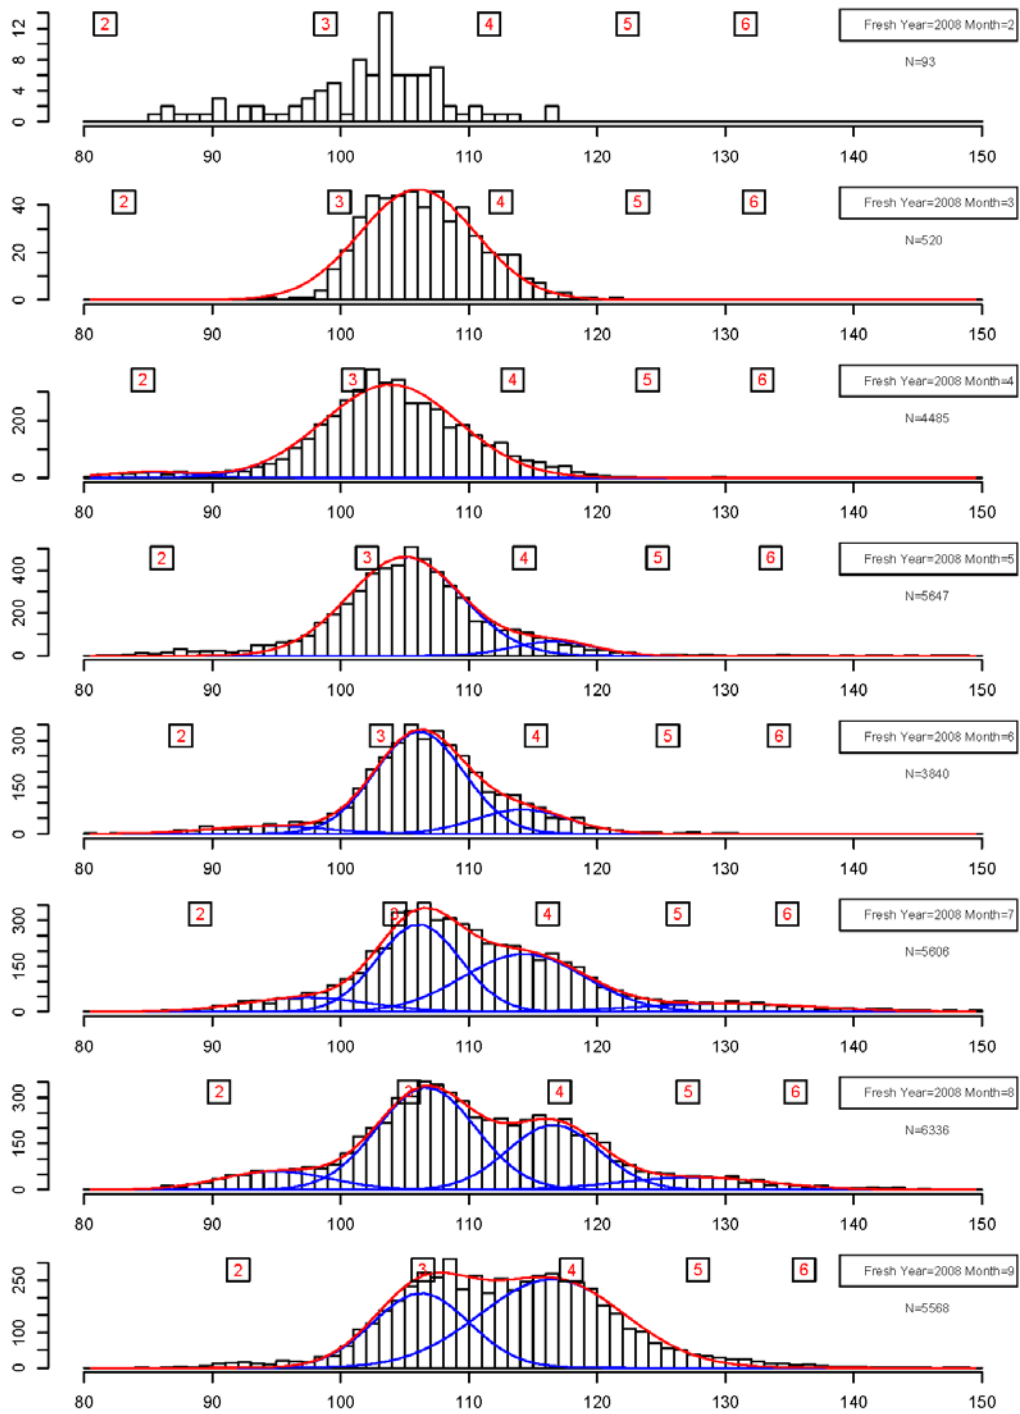 2 3 4 5 6 Fresh Year=2008 Month=2
N=93
12
8
4
0
80 90 100 110 120 130 140 150
2 3 4 5 6 Fresh Year=2008 Month=3
N=520
40
20
0
80 90 100 110 120 130 140 150
2 3 4 5 6 Fresh Year=2008 Month=4
N=4485
200
0
80 90 100 110 120 130 140 150
2 3 4 5 6 Fresh Year=2008 Month=5
N=5647
400
200
0
80 90 100 110 120 130 140 150
2 3 4 5 6 Fresh Year=2008 Month=6
N=3840
300
150
0
80 90 100 110 120 130 140 150
2 3 4 5 6 Fresh Year=2008 Month=7
N=5606
300
150
0
80 90 100 110 120 130 140 150
2 3 4 5 6 Fresh Year=2008 Month=8
N=6336
300
150
0
80 90 100 110 120 130 140 150
2 3 4 5 6 Fresh Year=2008 Month=9
N=5568
250
100
0
80 90 100 110 120 130 140 150